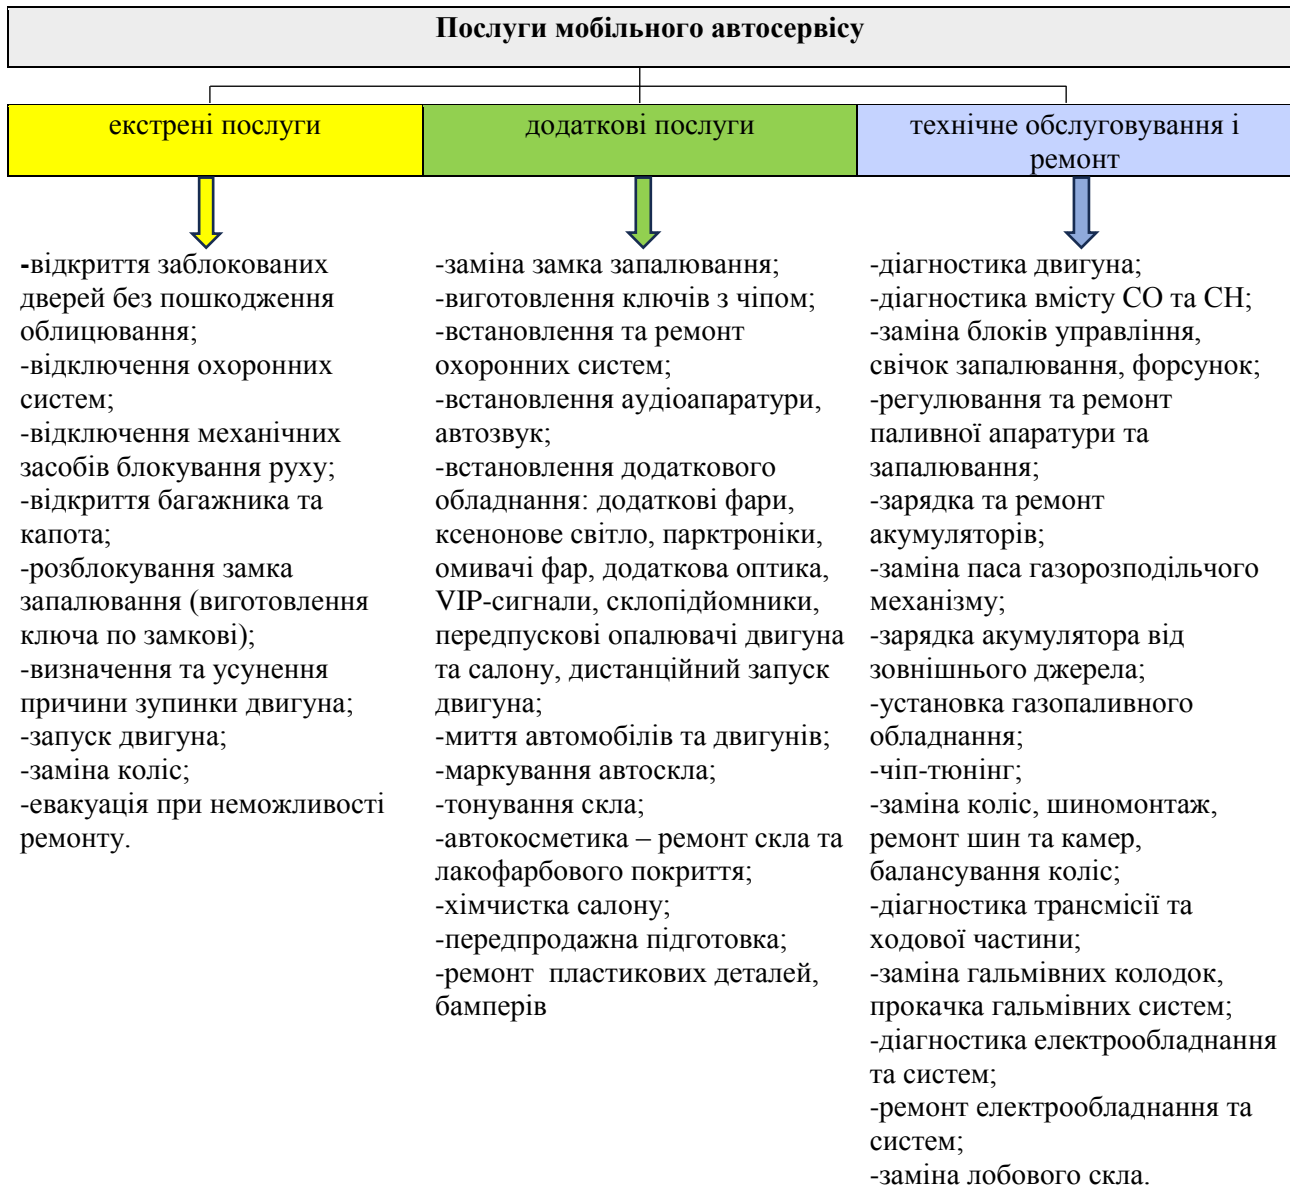 Послуги мобільного автосервісу
екстрені послуги
додаткові послуги
технічне обслуговування і
ремонт
-відкриття заблокованих
дверей без пошкодження
облицювання;
-відключення охоронних
систем;
-відключення механічних
засобів блокування руху;
-відкриття багажника та
капота;
-розблокування замка
запалювання (виготовлення
ключа по замкові);
-визначення та усунення
причини зупинки двигуна;
-запуск двигуна;
-заміна коліс;
-евакуація при неможливості
ремонту.
-заміна замка запалювання;
-виготовлення ключів з чіпом;
-встановлення та ремонт
охоронних систем;
-встановлення аудіоапаратури,
автозвук;
-встановлення додаткового
обладнання: додаткові фари,
ксенонове світло, парктроніки,
омивачі фар, додаткова оптика,
VIP-сигнали, склопідйомники,
передпускові опалювачі двигуна
та салону, дистанційний запуск
двигуна;
-миття автомобілів та двигунів;
-маркування автоскла;
-тонування скла;
-автокосметика – ремонт скла та
лакофарбового покриття;
-хімчистка салону;
-передпродажна підготовка;
-ремонт  пластикових деталей,
бамперів
-діагностика двигуна;
-діагностика вмісту СО та СН;
-заміна блоків управління,
свічок запалювання, форсунок;
-регулювання та ремонт
паливної апаратури та
запалювання;
-зарядка та ремонт
акумуляторів;
-заміна паса газорозподільчого
механізму;
-зарядка акумулятора від
зовнішнього джерела;
-установка газопаливного
обладнання;
-чіп-тюнінг;
-заміна коліс, шиномонтаж,
ремонт шин та камер,
балансування коліс;
-діагностика трансмісії та
ходової частини;
-заміна гальмівних колодок,
прокачка гальмівних систем;
-діагностика електрообладнання
та систем;
-ремонт електрообладнання та
систем;
-заміна лобового скла.